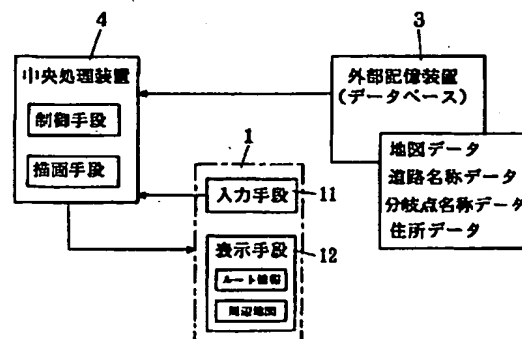 4
中央処理装置
制御手段
描画手段
3
外部記憶装置
(データベース)
地図データ
道路名称データ
分岐点名称データ
住所データ
1
入力手段
11
表示手段
12
ルート情報
周辺地図